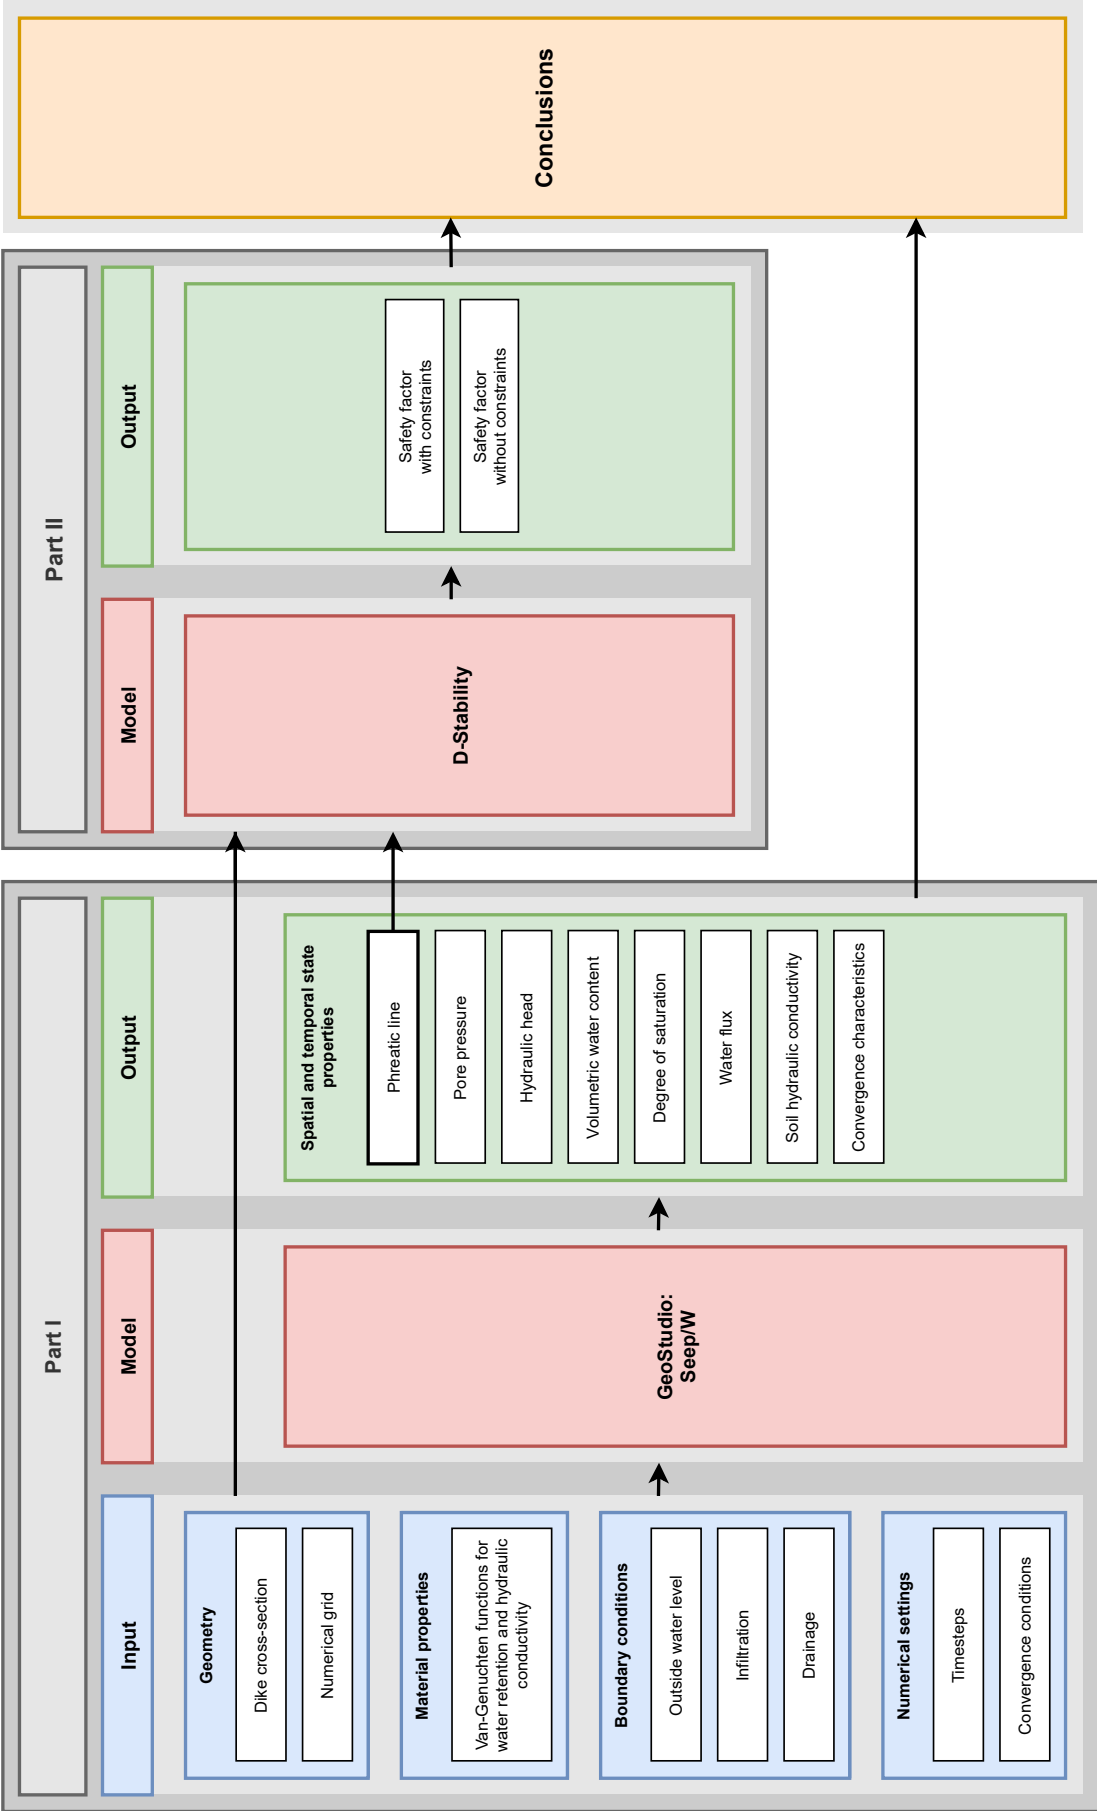 Part I
Input
Geometry
Dike cross-section
Numerical grid
Material properties
Van-Genuchten functions for
water retention and hydraulic
conductivity
Boundary conditions
Outside water level
Infiltration
Drainage
Numerical settings
Timesteps
Convergence conditions
Model
GeoStudio:
Seep/W
Output
Spatial and temporal state
properties
Phreatic line
Pore pressure
Hydraulic head
Volumetric water content
Degree of saturation
Water flux
Soil hydraulic conductivity
Convergence characteristics
Part II
Model
D-Stability
Output
Safety factor
with constraints
Safety factor
without constraints
Conclusions